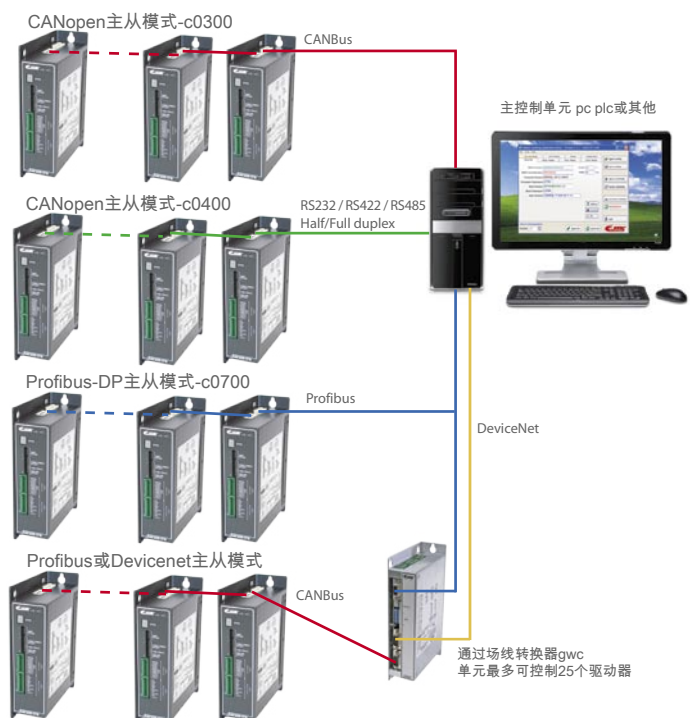 CANopen主从模式-c0300
CANBus
主控制单元 pc plc或其他
CANopen主从模式-c0400
RS232 / RS422 / RS485
Half/Full duplex
Profibus-DP主从模式-c0700
Profibus
DeviceNet
Profibus或Devicenet主从模式
CANBus
通过场线转换器gwc
单元最多可控制25个驱动器